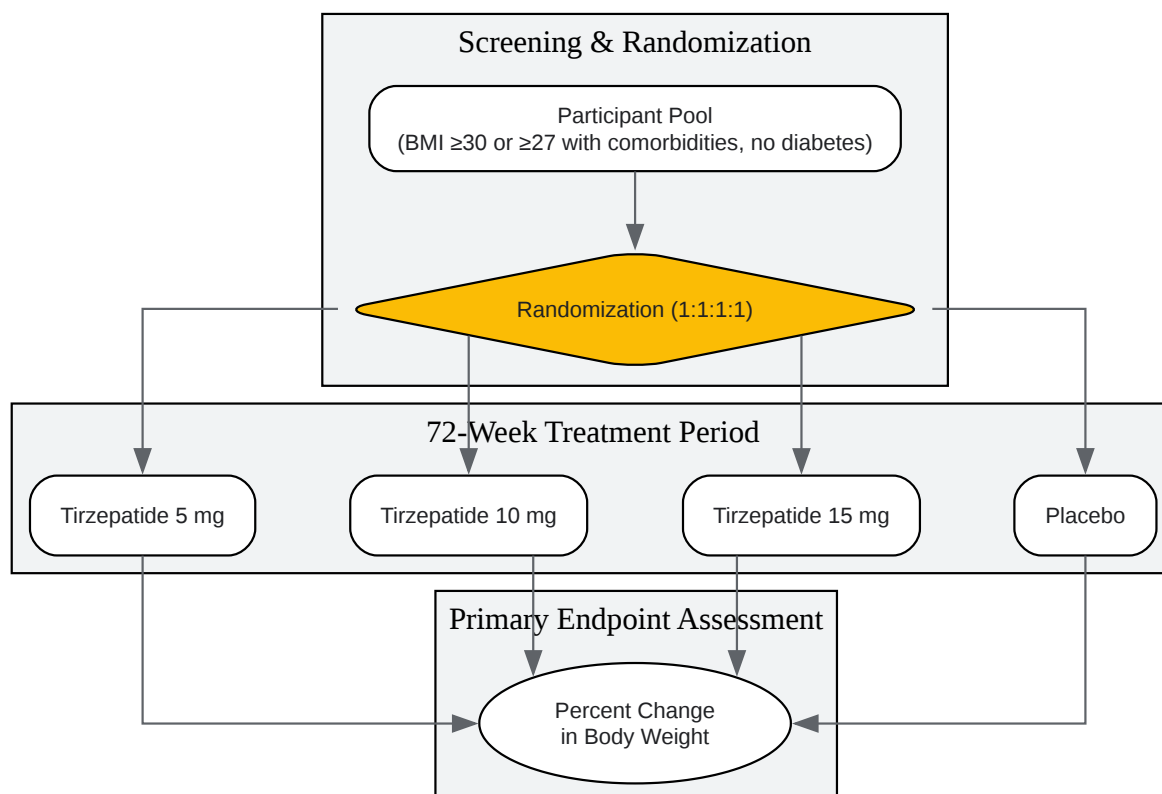 Screening & Randomization
Participant Pool
(BMI ≥30 or ≥27 with comorbidities, no diabetes)
Randomization (1:1:1:1)
72-Week Treatment Period
Tirzepatide 5 mg
Tirzepatide 10 mg
Tirzepatide 15 mg
Placebo
Primary Endpoint Assessment
Percent Change
in Body Weight